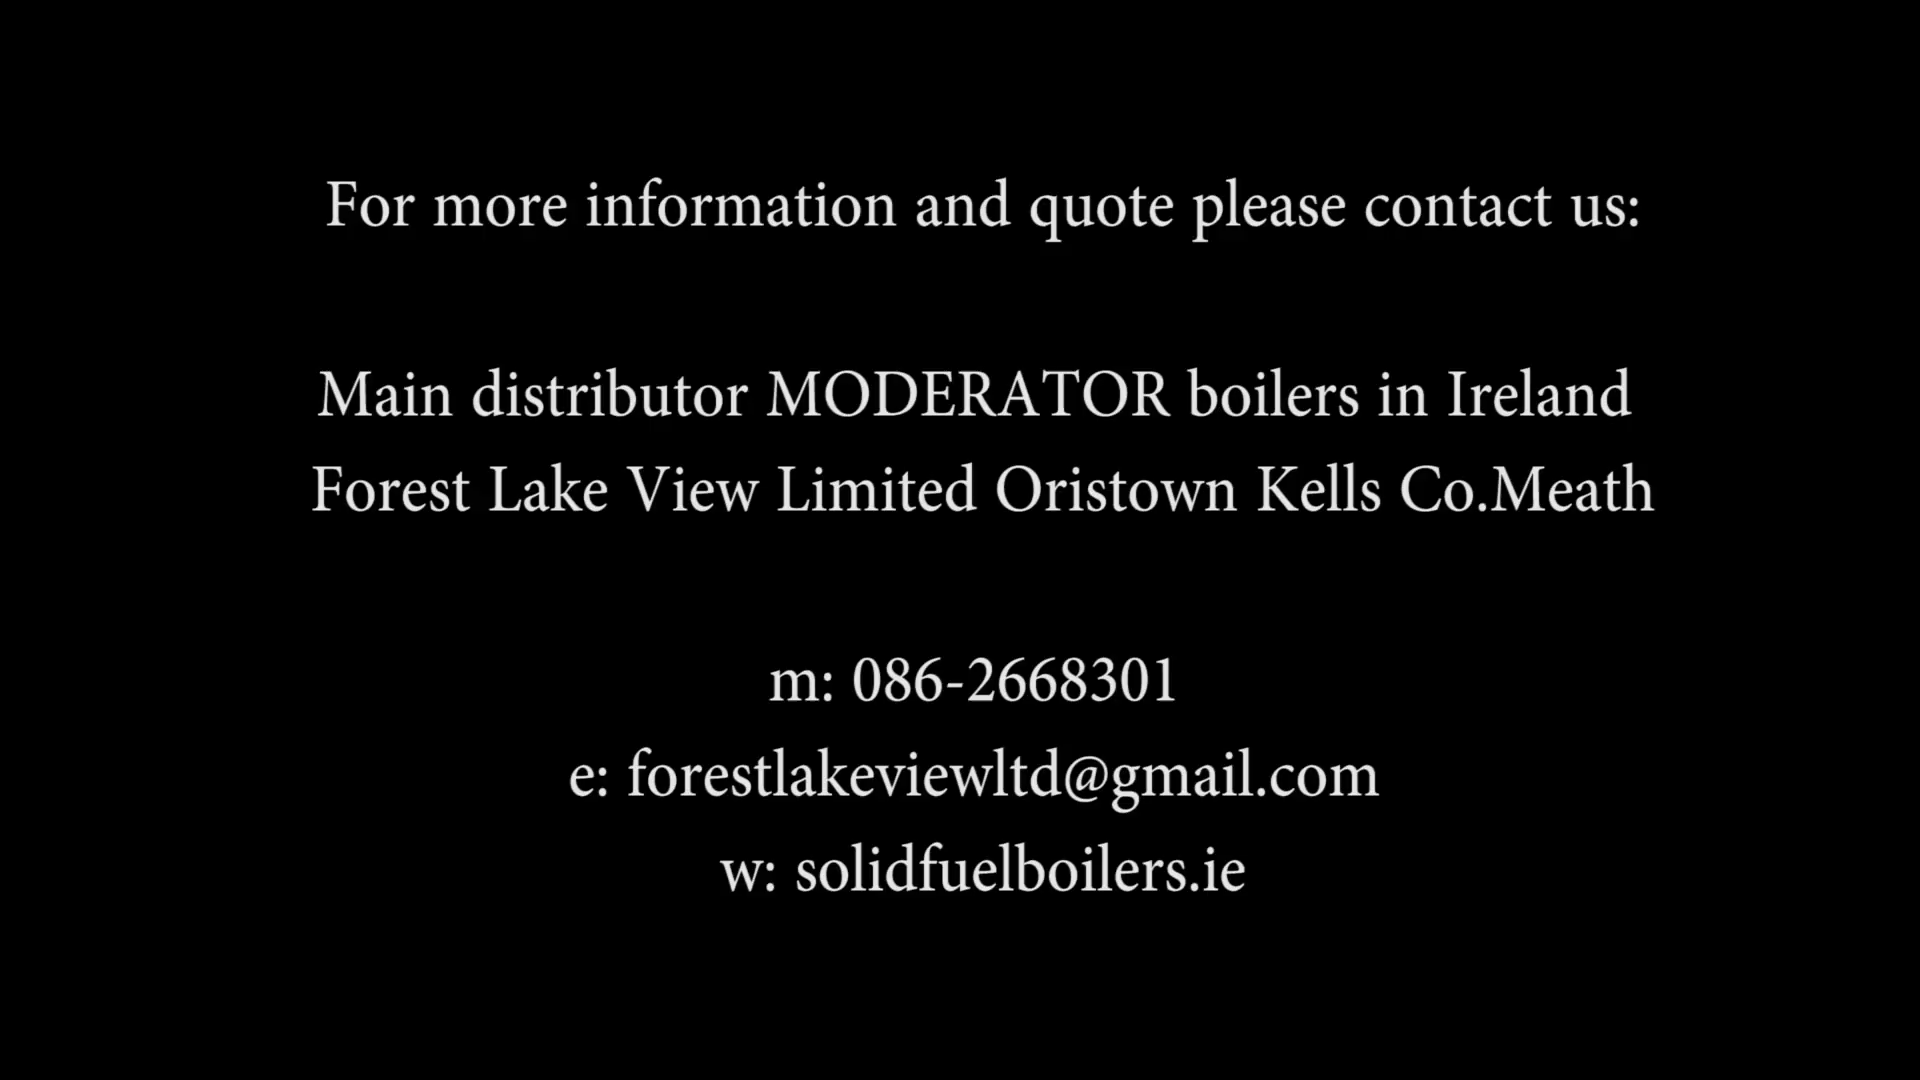 For more information and quote please contact us:
Main distributor MODERATOR boilers in Ireland
Forest Lake View Limited Oristown Kells Co.Meath
m: 086-2668301
e: forestlakeviewltd@gmail.com
w: solidfuelboilers.ie